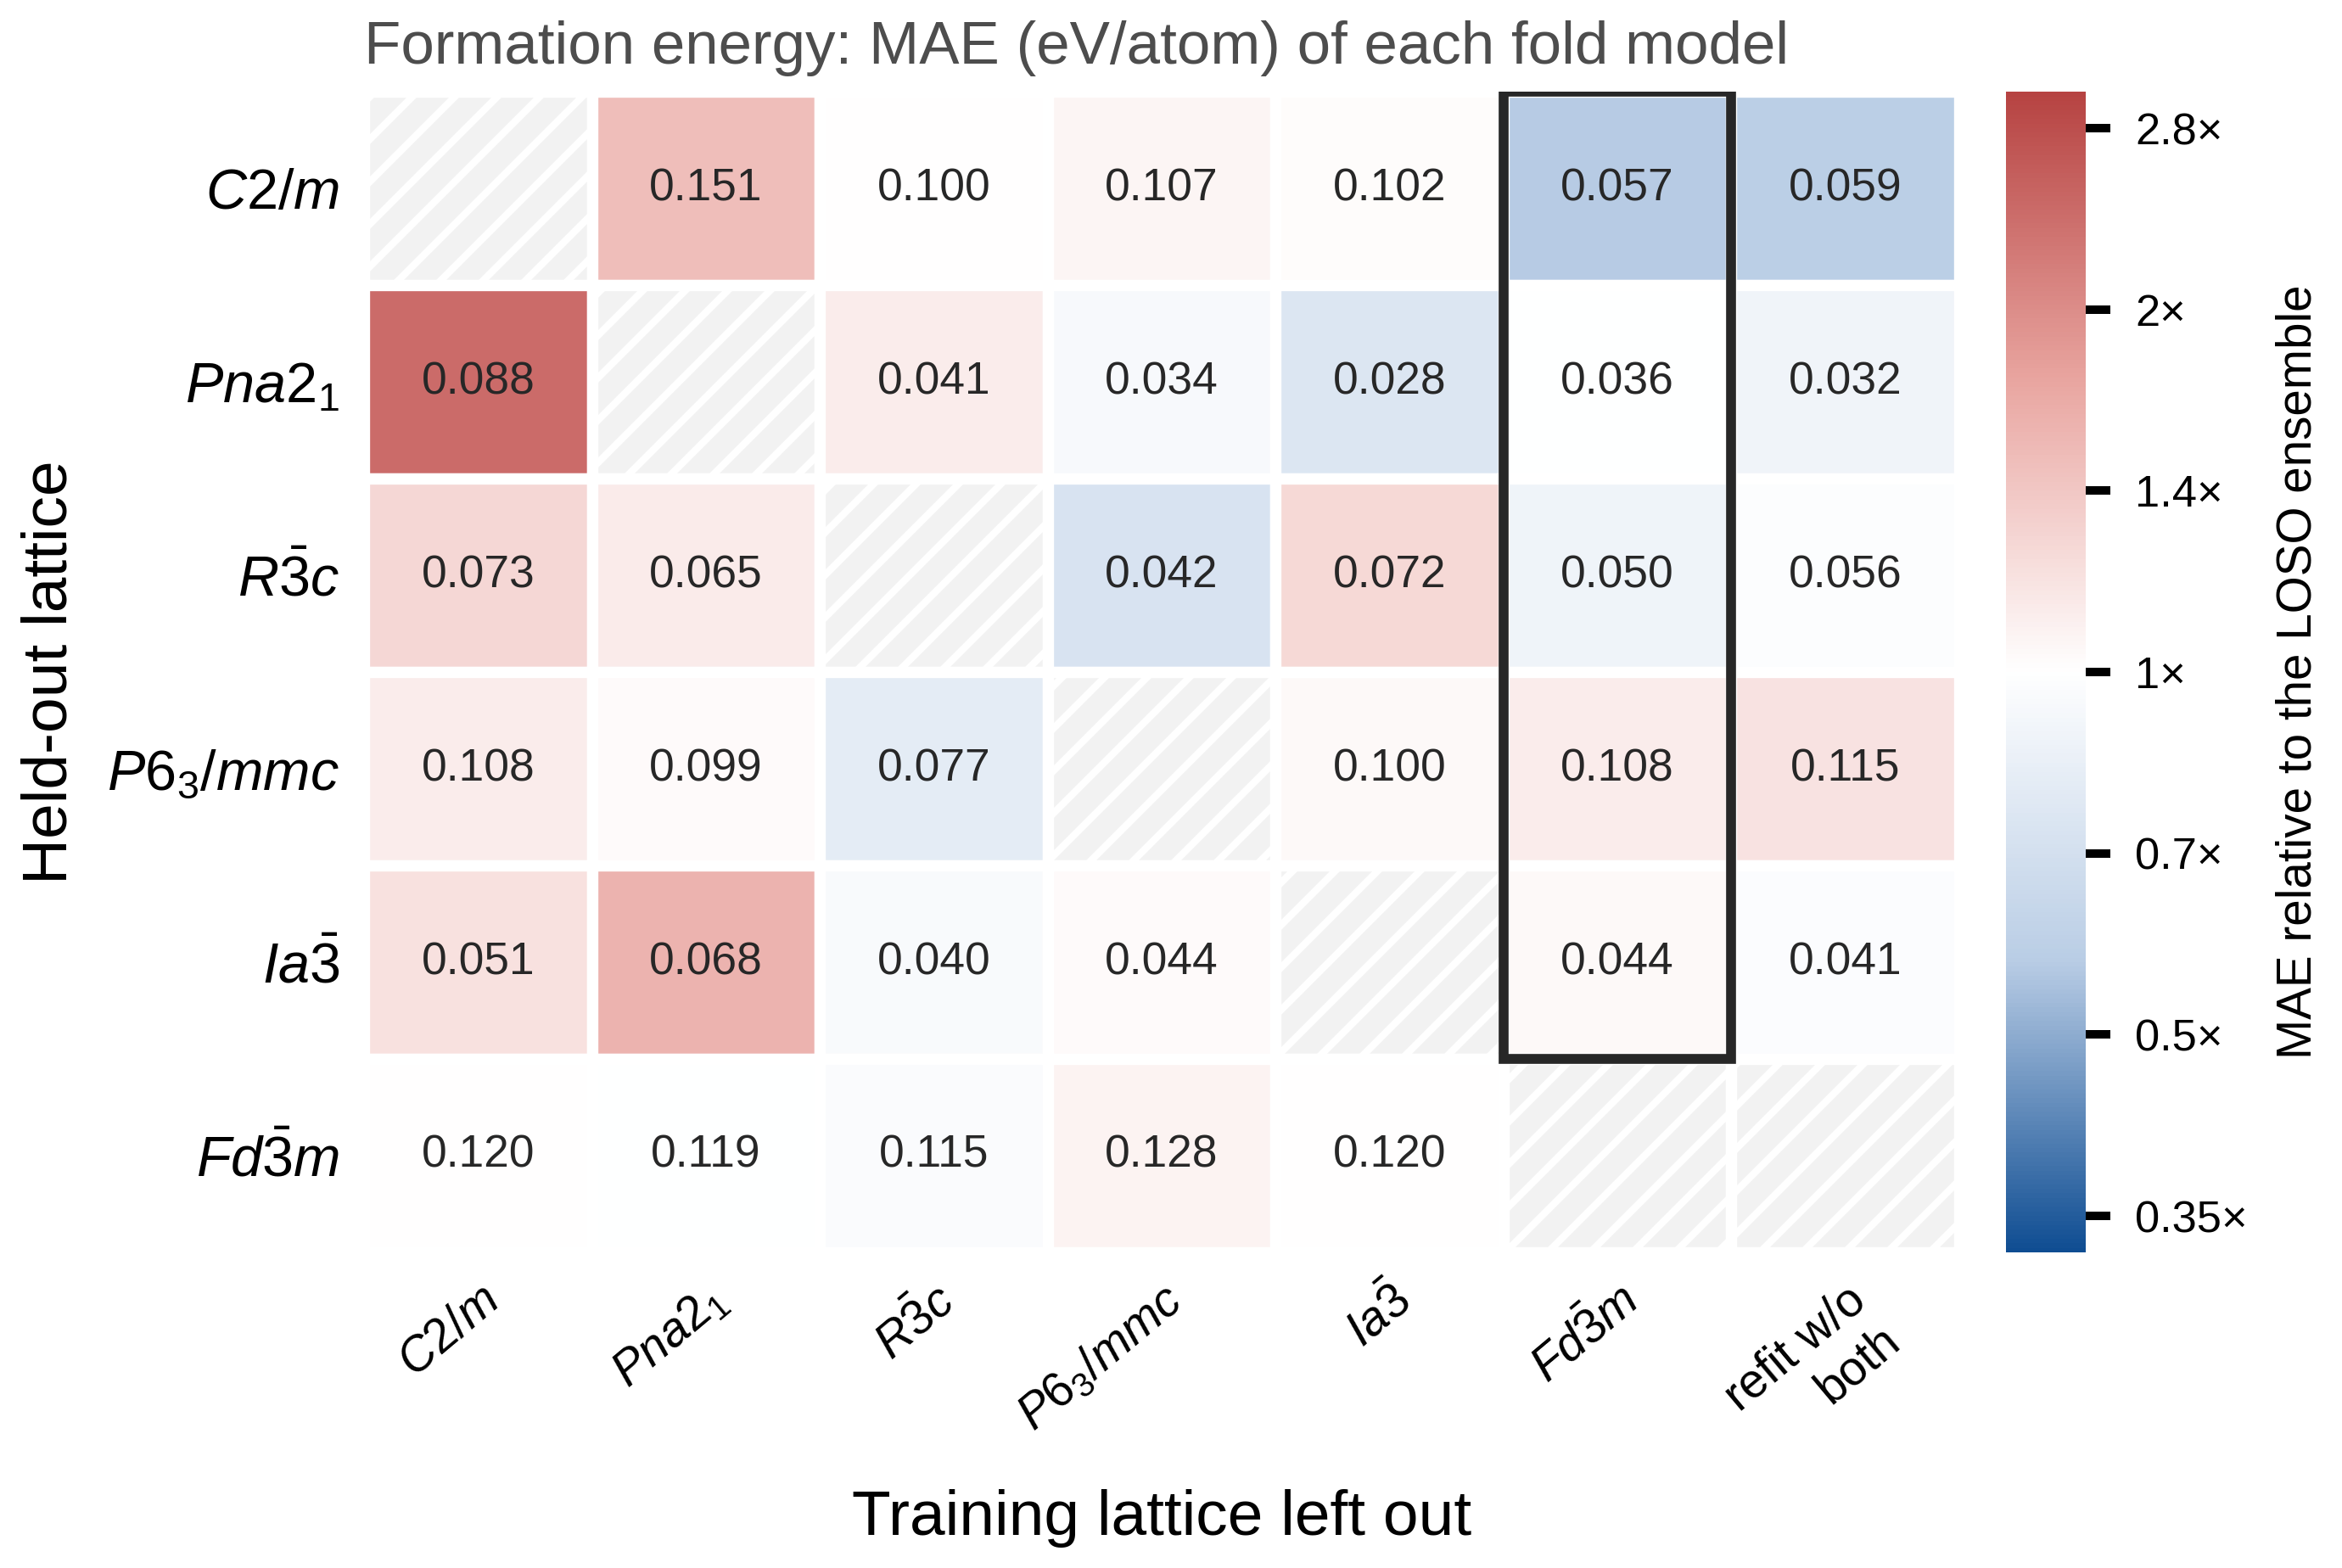 Formation energy: MAE (eV/atom) of each fold model
Held-out lattice
C2/m 0.151 0.100 0.107 0.102 0.057 0.059
Pna2₁ 0.088 0.041 0.034 0.028 0.036 0.032
R3̄c 0.073 0.065 0.042 0.072 0.050 0.056
P6₃/mmc 0.108 0.099 0.077 0.100 0.108 0.115
Ia3̄ 0.051 0.068 0.040 0.044 0.044 0.041
Fd3̄m 0.120 0.119 0.115 0.128 0.120
C2/m Pna2₁ R3̄c P6₃/mmc Ia3̄ Fd3̄m refit w/o
both
Training lattice left out
2.8×
2×
1.4×
1×
0.7×
0.5×
0.35×
MAE relative to the LOSO ensemble